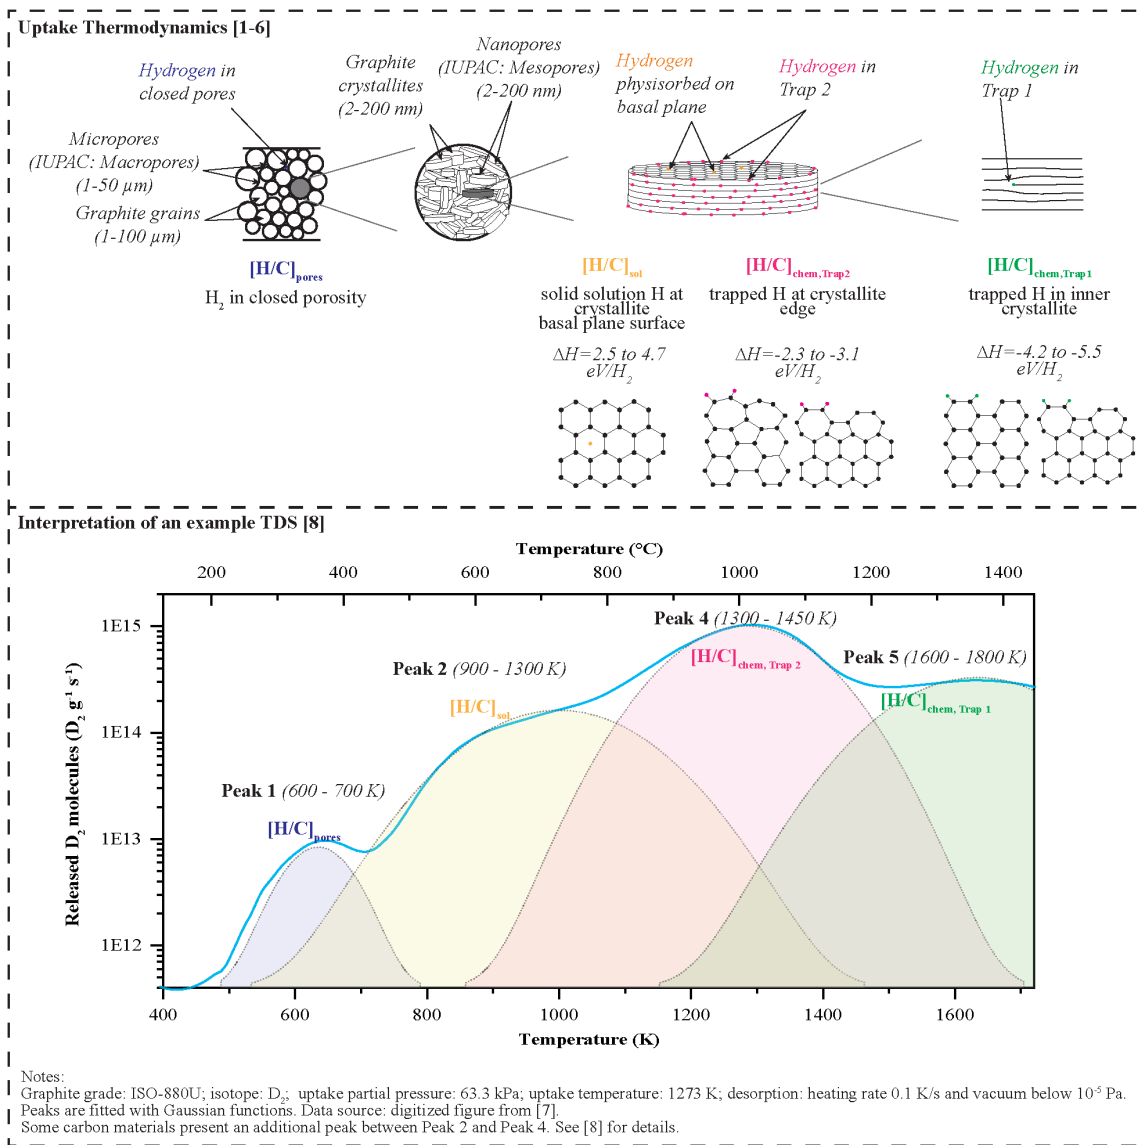 Uptake Thermodynamics [1-6]
Hydrogen in
closed pores
Graphite
crystallites
(2-200 nm)
Nanopores
(IUPAC: Mesopores)
(2-200 nm)
Hydrogen
physisorbed on
basal plane
Hydrogen in
Trap 2
Hydrogen in
Trap 1
Micropores
(IUPAC: Macropores)
(1-50 µm)
Graphite grains
(1-100 µm)
[H/C]pores
H2 in closed porosity
[H/C]sol
solid solution H at
crystallite
basal plane surface
ΔH=2.5 to 4.7
eV/H2
[H/C]chem,Trap2
trapped H at crystallite
edge
ΔH=-2.3 to -3.1
eV/H2
[H/C]chem,Trap1
trapped H in inner
crystallite
ΔH=-4.2 to -5.5
eV/H2
Interpretation of an example TDS [8]
Temperature (°C)
200 400 600 800 1000 1200 1400
Released D2 molecules (D2 g-1 s-1)
1E15
1E14
1E13
1E12
Peak 1 (600 - 700 K)
[H/C]pores
Peak 2 (900 - 1300 K)
[H/C]sol
Peak 4 (1300 - 1450 K)
[H/C]chem, Trap 2
Peak 5 (1600 - 1800 K)
[H/C]chem, Trap 1
400 600 800 1000 1200 1400 1600
Temperature (K)
Notes:
Graphite grade: ISO-880U; isotope: D2; uptake partial pressure: 63.3 kPa; uptake temperature: 1273 K; desorption: heating rate 0.1 K/s and vacuum below 10-5 Pa.
Peaks are fitted with Gaussian functions. Data source: digitized figure from [7].
Some carbon materials present an additional peak between Peak 2 and Peak 4. See [8] for details.